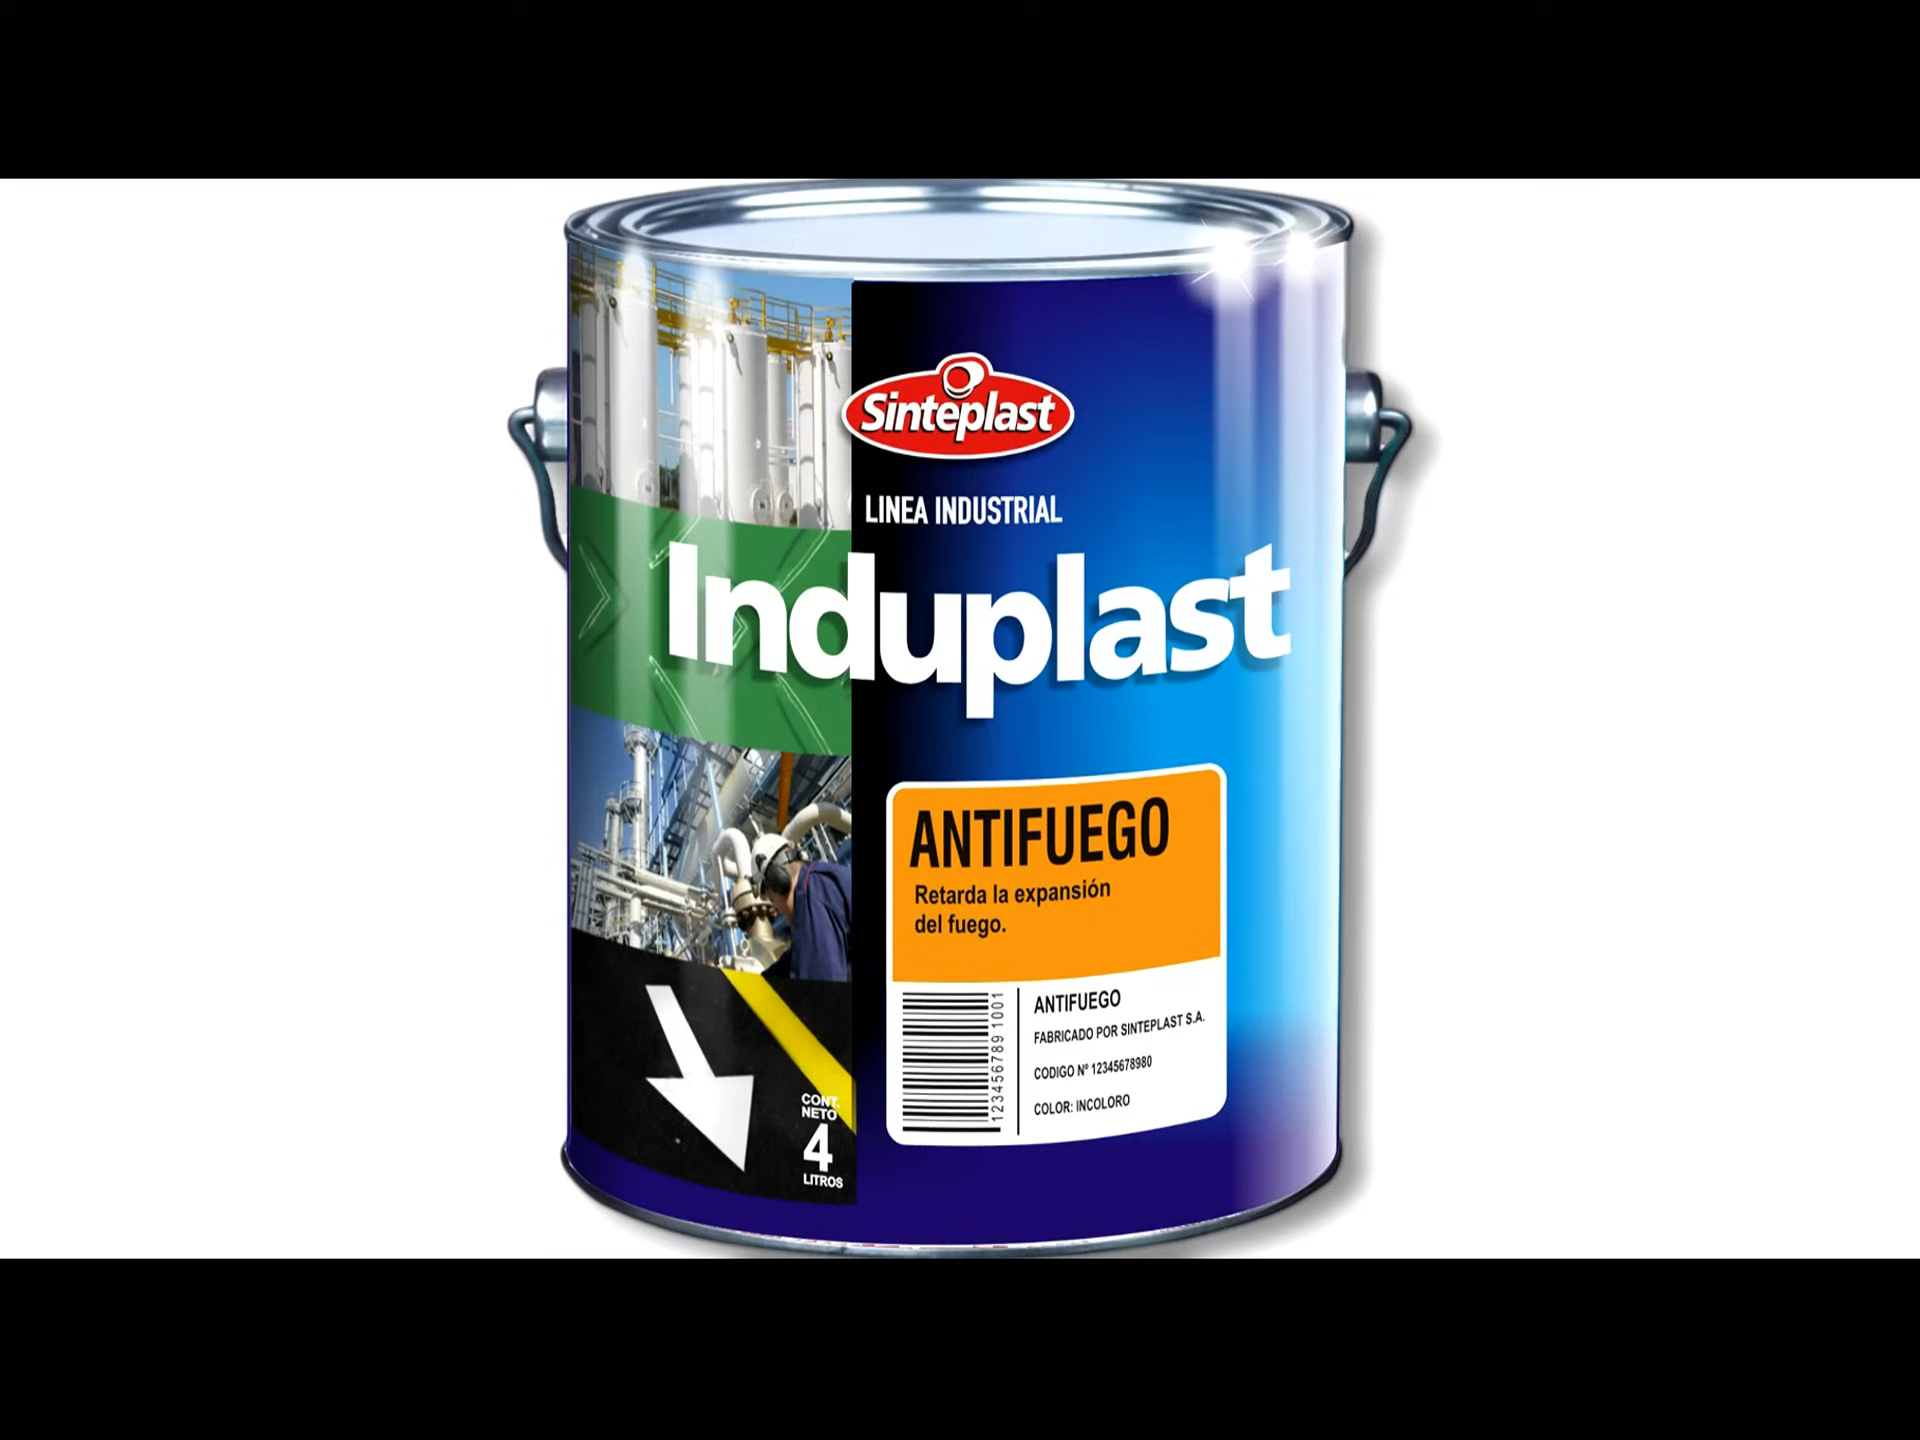 Sinteplast
LINEA INDUSTRIAL
Induplast
ANTIFUEGO
Retarda la expansión
del fuego.
1234567891001
ANTIFUEGO
FABRICADO POR SINTEPLAST S.A.
CODIGO Nº 12345678980
COLOR: INCOLORO
CONT.
NETO
4
LITROS